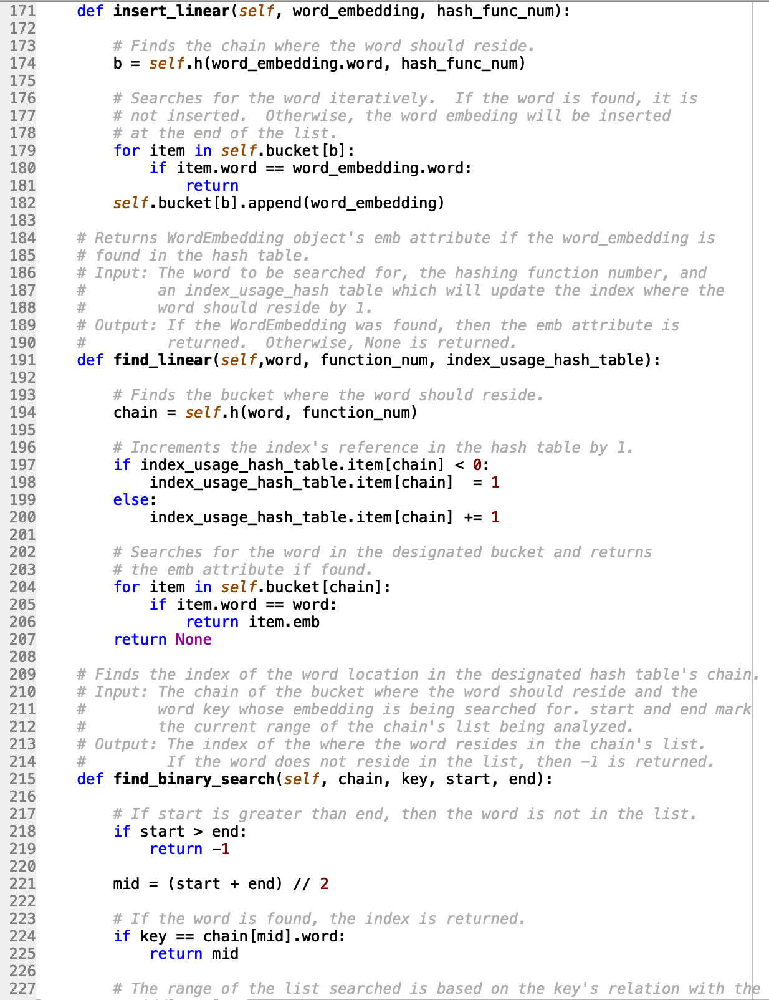 171     def insert_linear(self, word_embedding, hash_func_num):
172
173         # Finds the chain where the word should reside.
174         b = self.h(word_embedding.word, hash_func_num)
175
176         # Searches for the word iteratively.  If the word is found, it is
177         # not inserted.  Otherwise, the word embeding will be inserted
178         # at the end of the list.
179         for item in self.bucket[b]:
180             if item.word == word_embedding.word:
181                 return
182         self.bucket[b].append(word_embedding)
183
184     # Returns WordEmbedding object's emb attribute if the word_embedding is
185     # found in the hash table.
186     # Input: The word to be searched for, the hashing function number, and
187     #        an index_usage_hash table which will update the index where the
188     #        word should reside by 1.
189     # Output: If the WordEmbedding was found, then the emb attribute is
190     #         returned.  Otherwise, None is returned.
191     def find_linear(self,word, function_num, index_usage_hash_table):
192
193         # Finds the bucket where the word should reside.
194         chain = self.h(word, function_num)
195
196         # Increments the index's reference in the hash table by 1.
197         if index_usage_hash_table.item[chain] < 0:
198             index_usage_hash_table.item[chain]  = 1
199         else:
200             index_usage_hash_table.item[chain] += 1
201
202         # Searches for the word in the designated bucket and returns
203         # the emb attribute if found.
204         for item in self.bucket[chain]:
205             if item.word == word:
206                 return item.emb
207         return None
208
209     # Finds the index of the word location in the designated hash table's chain.
210     # Input: The chain of the bucket where the word should reside and the
211     #        word key whose embedding is being searched for. start and end mark
212     #        the current range of the chain's list being analyzed.
213     # Output: The index of the where the word resides in the chain's list.
214     #         If the word does not reside in the list, then -1 is returned.
215     def find_binary_search(self, chain, key, start, end):
216
217         # If start is greater than end, then the word is not in the list.
218         if start > end:
219             return -1
220
221         mid = (start + end) // 2
222
223         # If the word is found, the index is returned.
224         if key == chain[mid].word:
225             return mid
226
227         # The range of the list searched is based on the key's relation with the